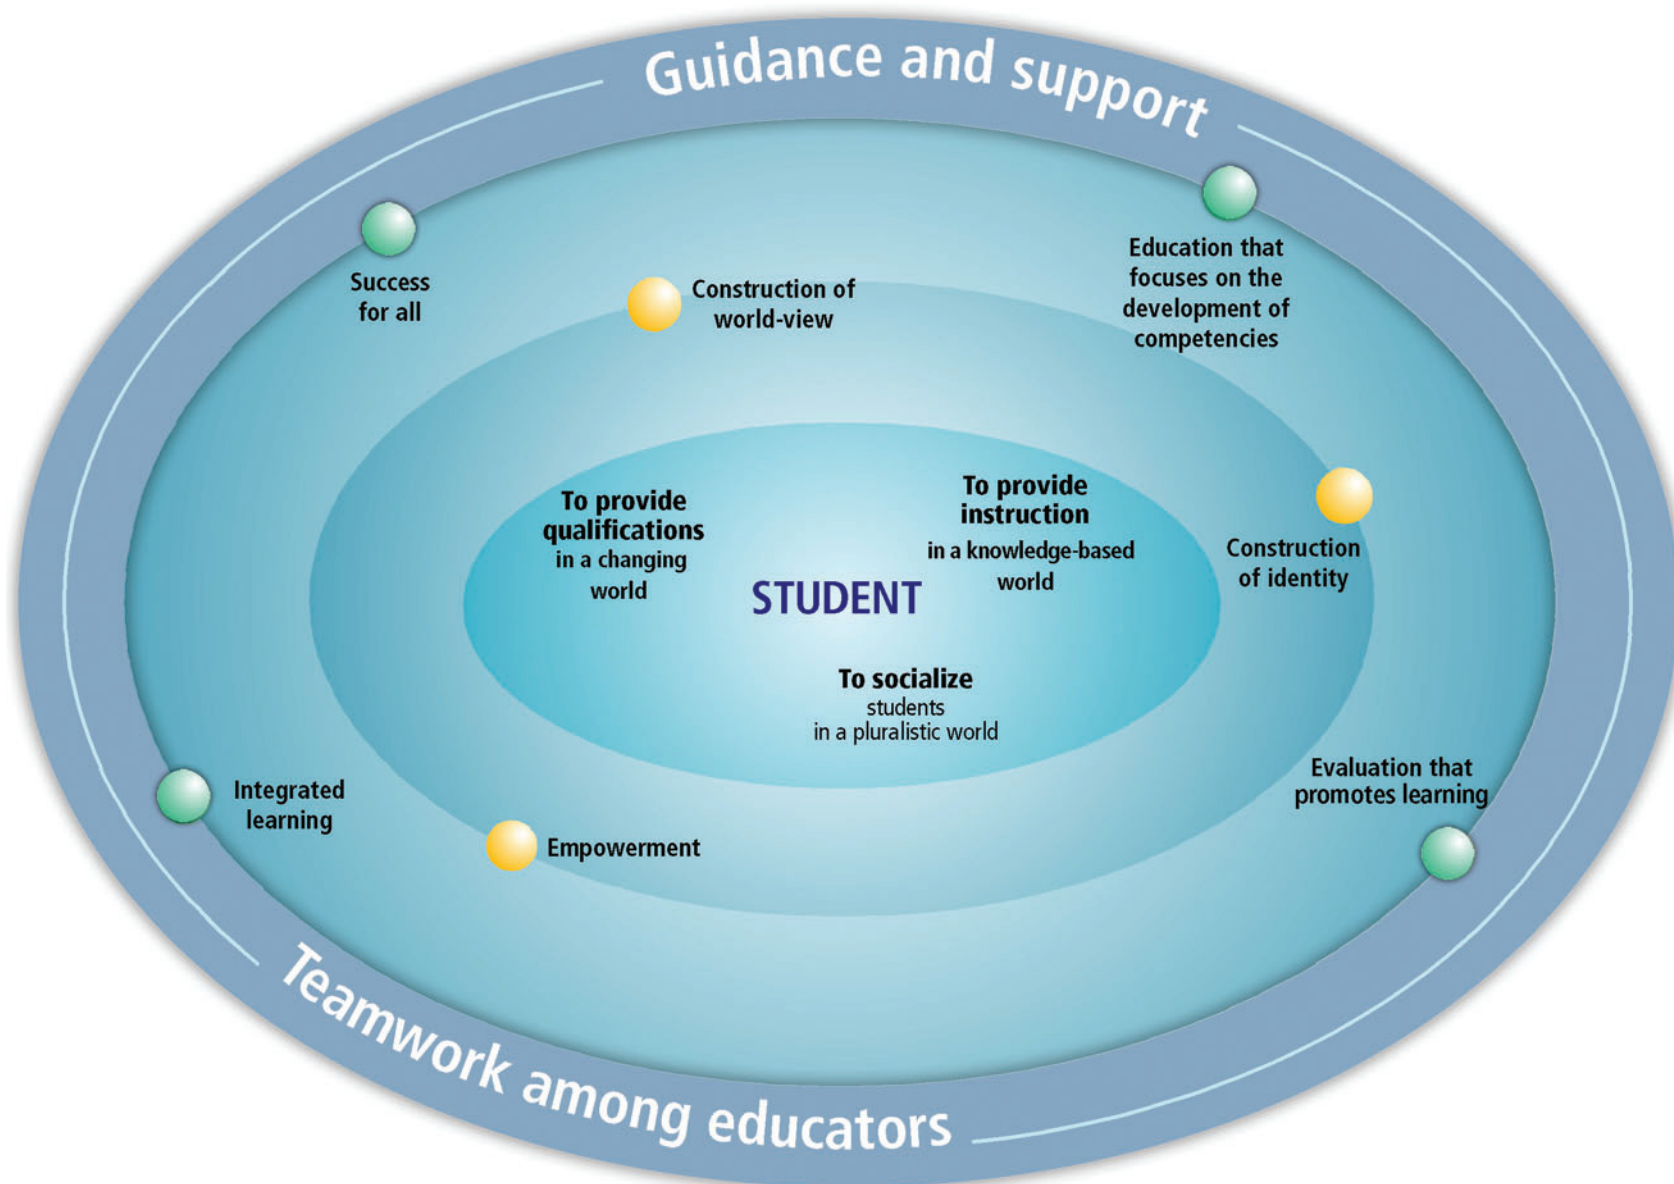 Guidance and support
Success
for all
Construction of
world-view
Education that
focuses on the
development of
competencies
To provide
qualifications
in a changing
world
To provide
instruction
in a knowledge-based
world
STUDENT
Construction
of identity
To socialize
students
in a pluralistic world
Integrated
learning
Empowerment
Evaluation that
promotes learning
Teamwork among educators